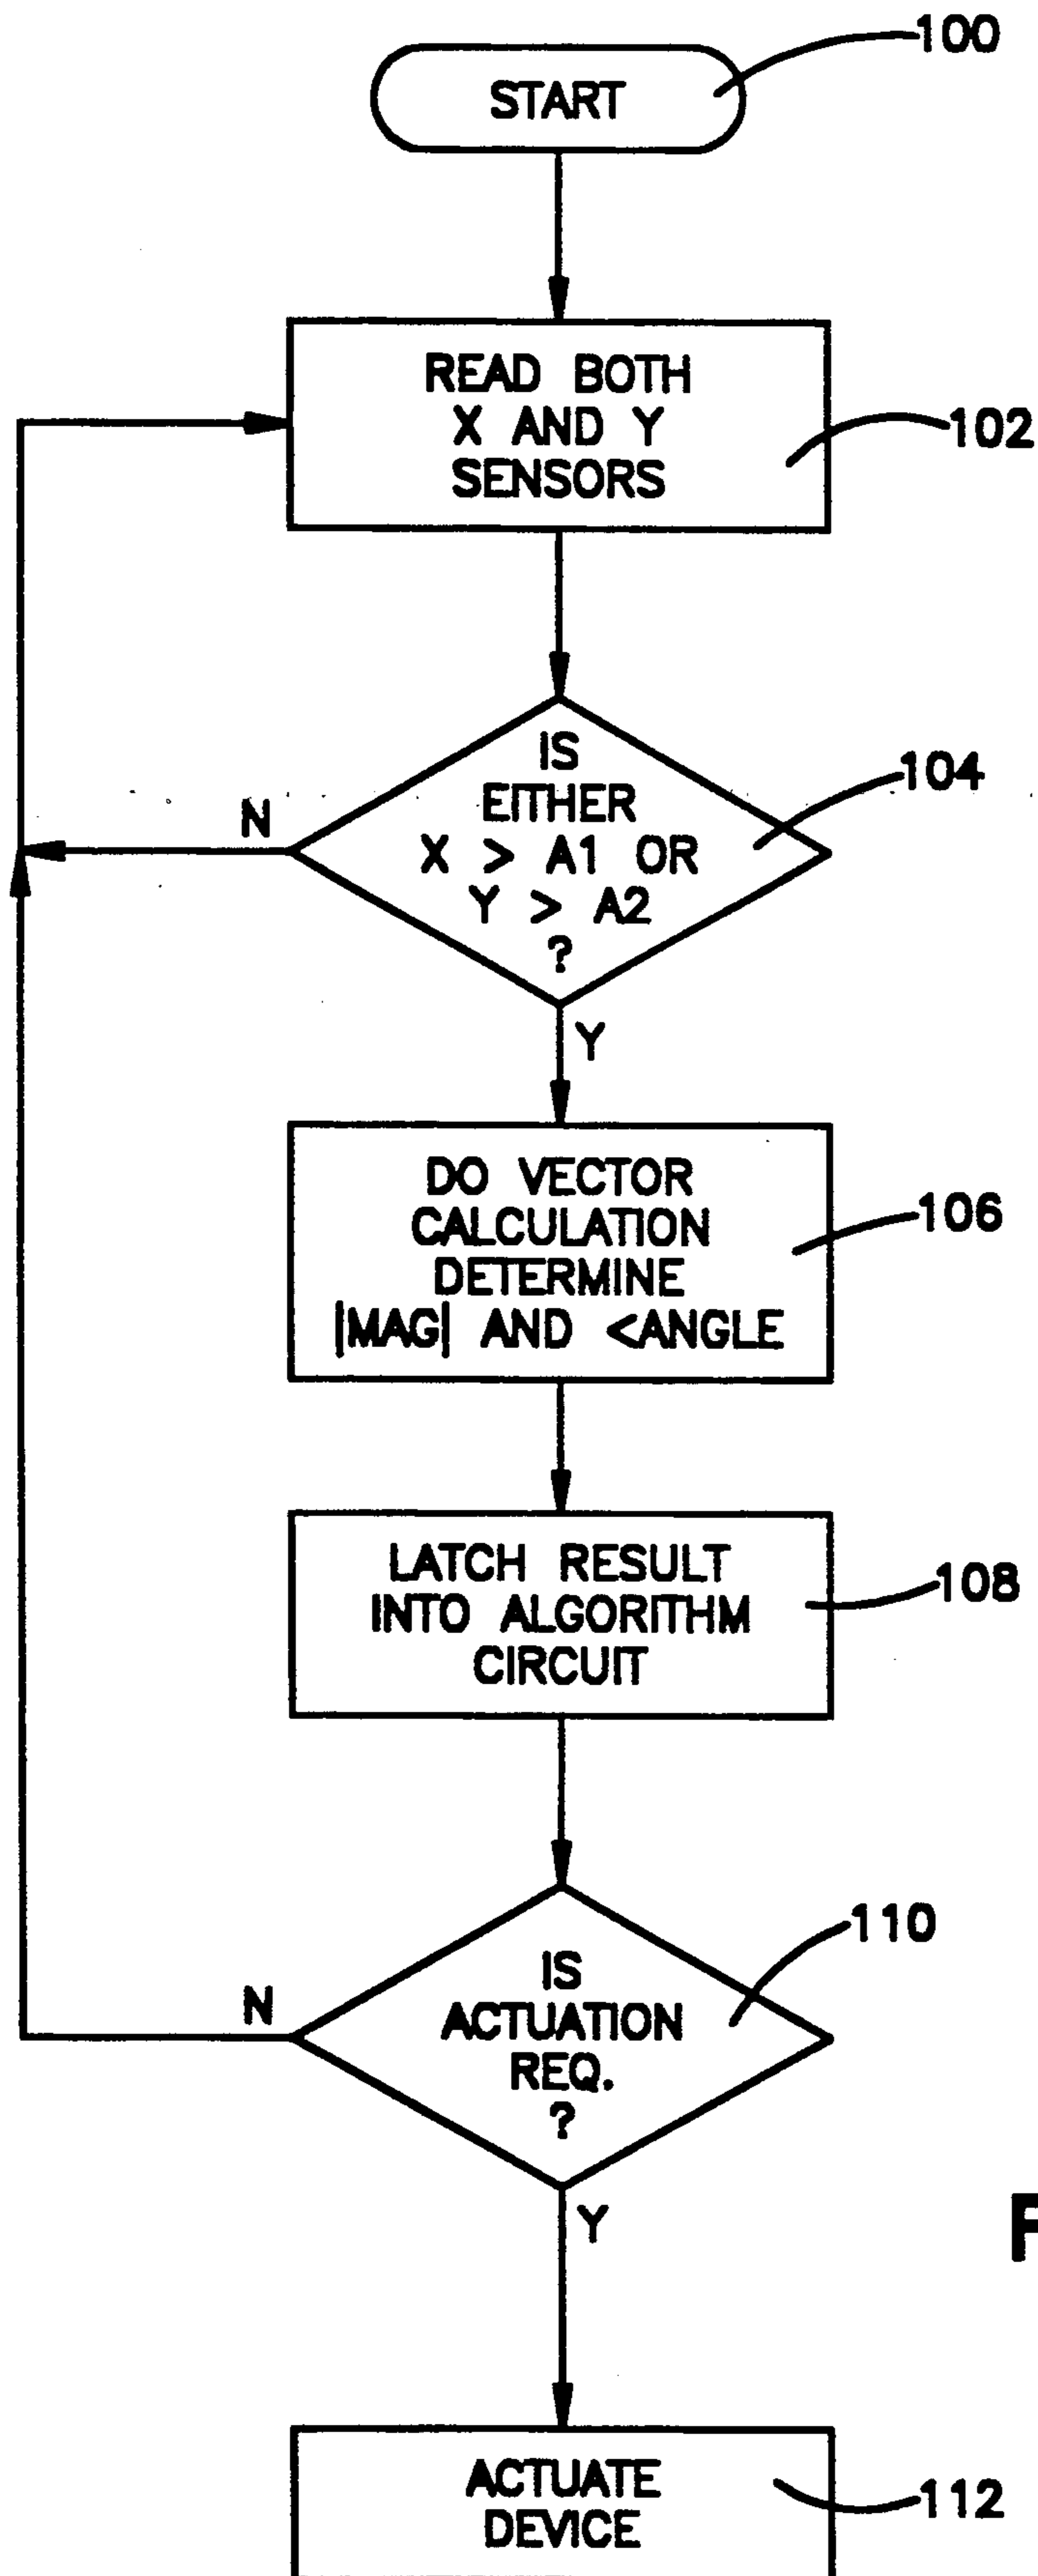 100
START
READ BOTH
X AND Y
SENSORS
102
IS
EITHER
X > A1 OR
Y > A2
?
104
N
Y
DO VECTOR
CALCULATION
DETERMINE
|MAG| AND <ANGLE
106
LATCH RESULT
INTO ALGORITHM
CIRCUIT
108
IS
ACTUATION
REQ.
?
110
N
Y
F
ACTUATE
DEVICE
112